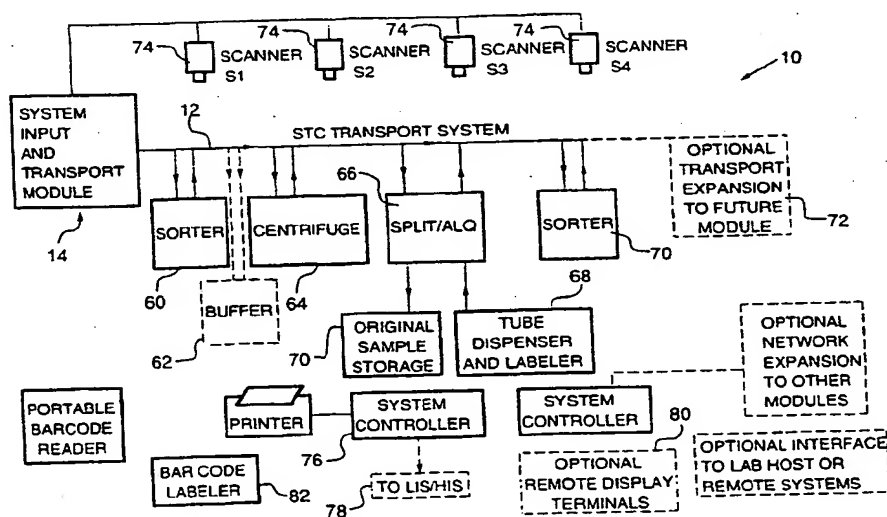 74
SCANNER
S1
74
SCANNER
S2
74
SCANNER
S3
74
SCANNER
S4
10
SYSTEM
INPUT
AND
TRANSPORT
MODULE
14
12
STC TRANSPORT SYSTEM
OPTIONAL
TRANSPORT
EXPANSION
TO FUTURE
MODULE
72
SORTER
60
BUFFER
62
CENTRIFUGE
64
66
SPLIT/ALQ
SORTER
70
68
ORIGINAL
SAMPLE
STORAGE
70
TUBE
DISPENSER
AND LABELER
OPTIONAL
NETWORK
EXPANSION
TO OTHER
MODULES
PORTABLE
BARCODE
READER
PRINTER
SYSTEM
CONTROLLER
76
SYSTEM
CONTROLLER
80
BAR CODE
LABELER
82
TO LIS/HIS
78
OPTIONAL
REMOTE DISPLAY
TERMINALS
OPTIONAL INTERFACE
TO LAB HOST OR
REMOTE SYSTEMS